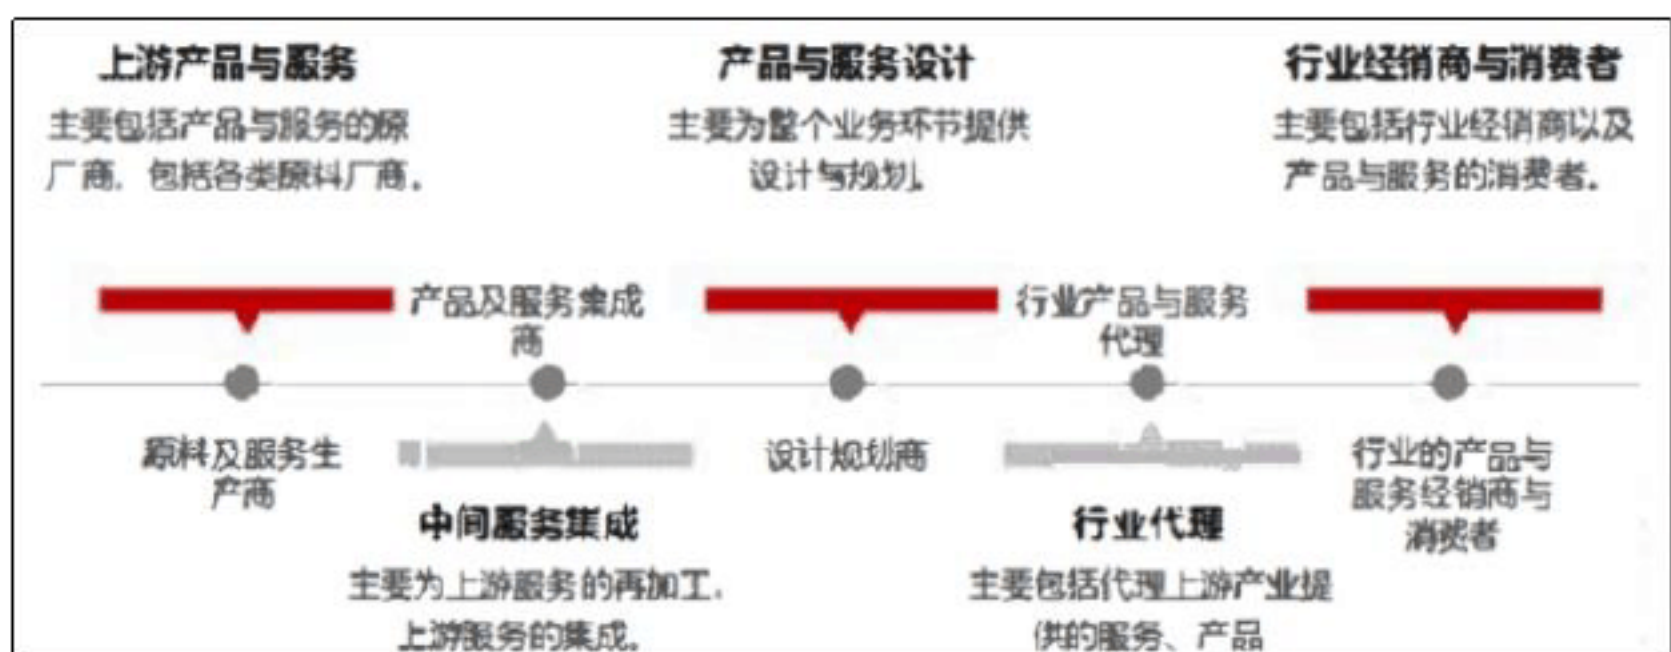 上游产品与服务
主要包括产品与服务的原
厂商，包括各类原料厂商。
产品与服务设计
主要为整个业务环节提供
设计与规划。
行业经销商与消费者
主要包括行业经销商以及
产品与服务的消费者。
产品及服务集成
商
行业产品与服务
代理
原料及服务生
产商
设计规划商
行业的产品与
服务经销商与
消费者
中间服务集成
主要为上游服务的再加工，
上游服务的集成。
行业代理
主要包括代理上游产业提
供的服务、产品